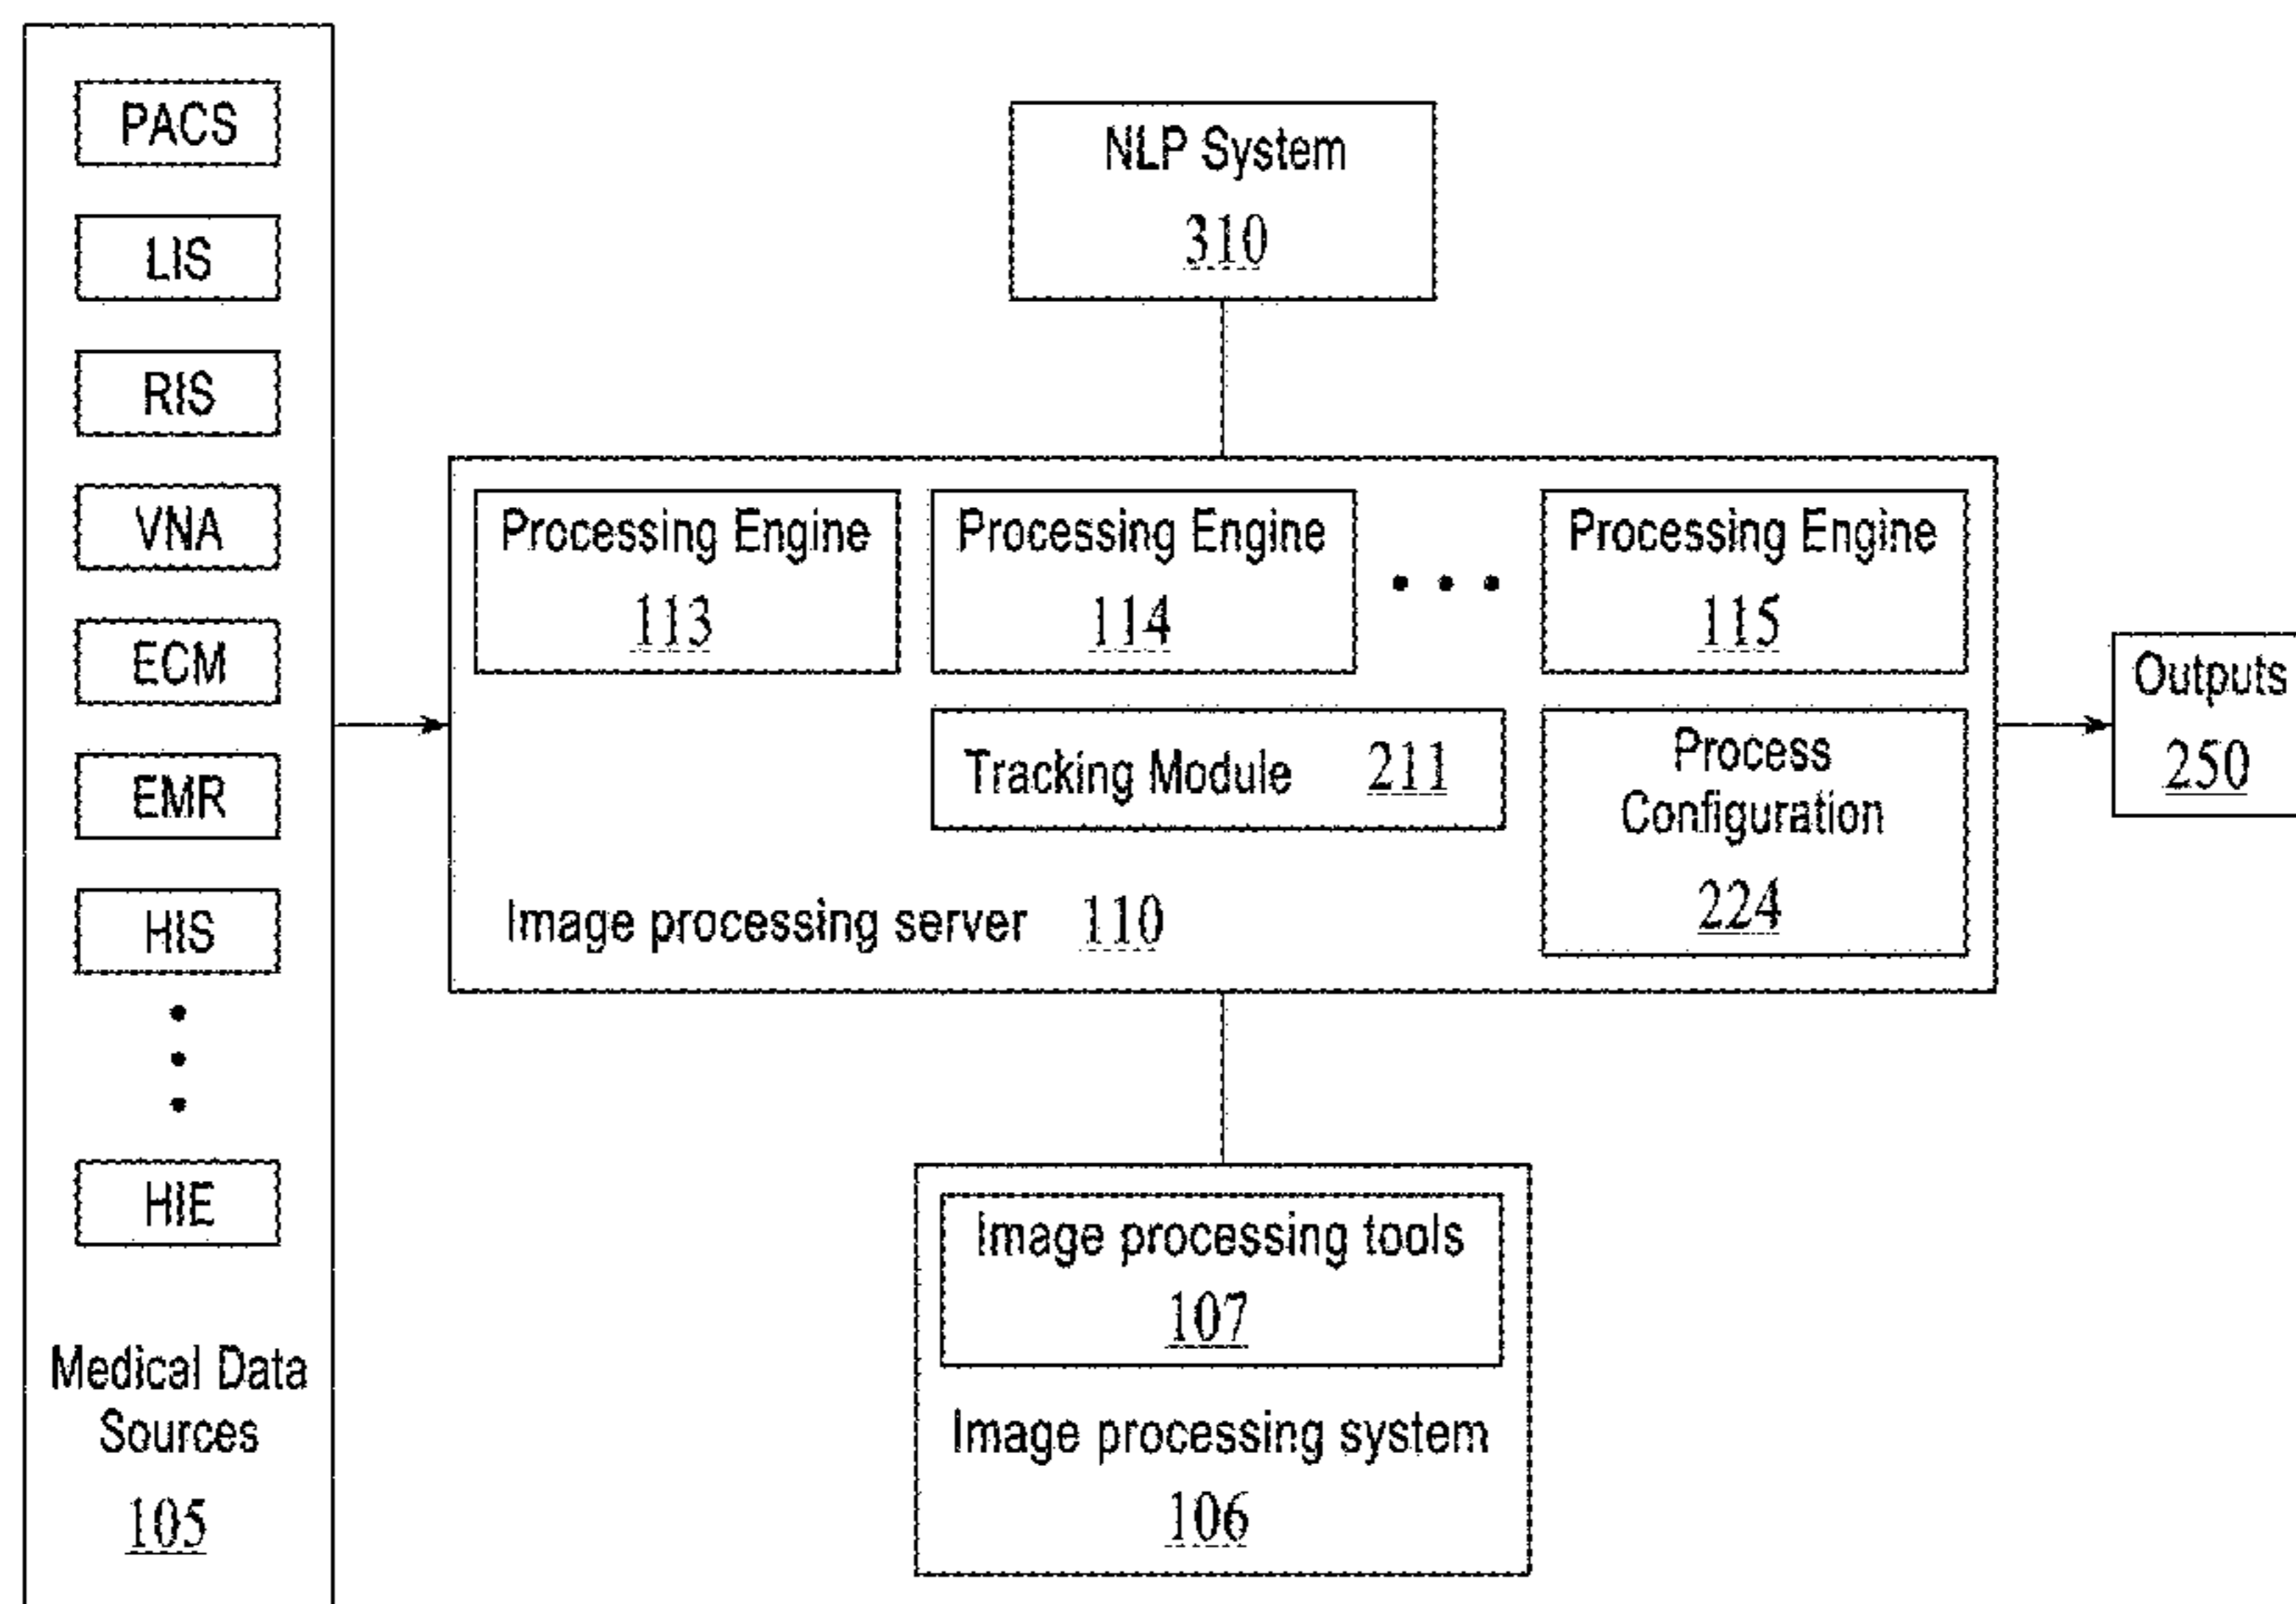 PACS
LIS
RIS
VNA
ECM
EMR
HIS
HIE
Medical Data
Sources
105
NLP System
310
Processing Engine
113
Processing Engine
114
Processing Engine
115
Tracking Module 211
Process
Configuration
224
Image processing server 110
Image processing tools
107
Image processing system
106
Outputs
250